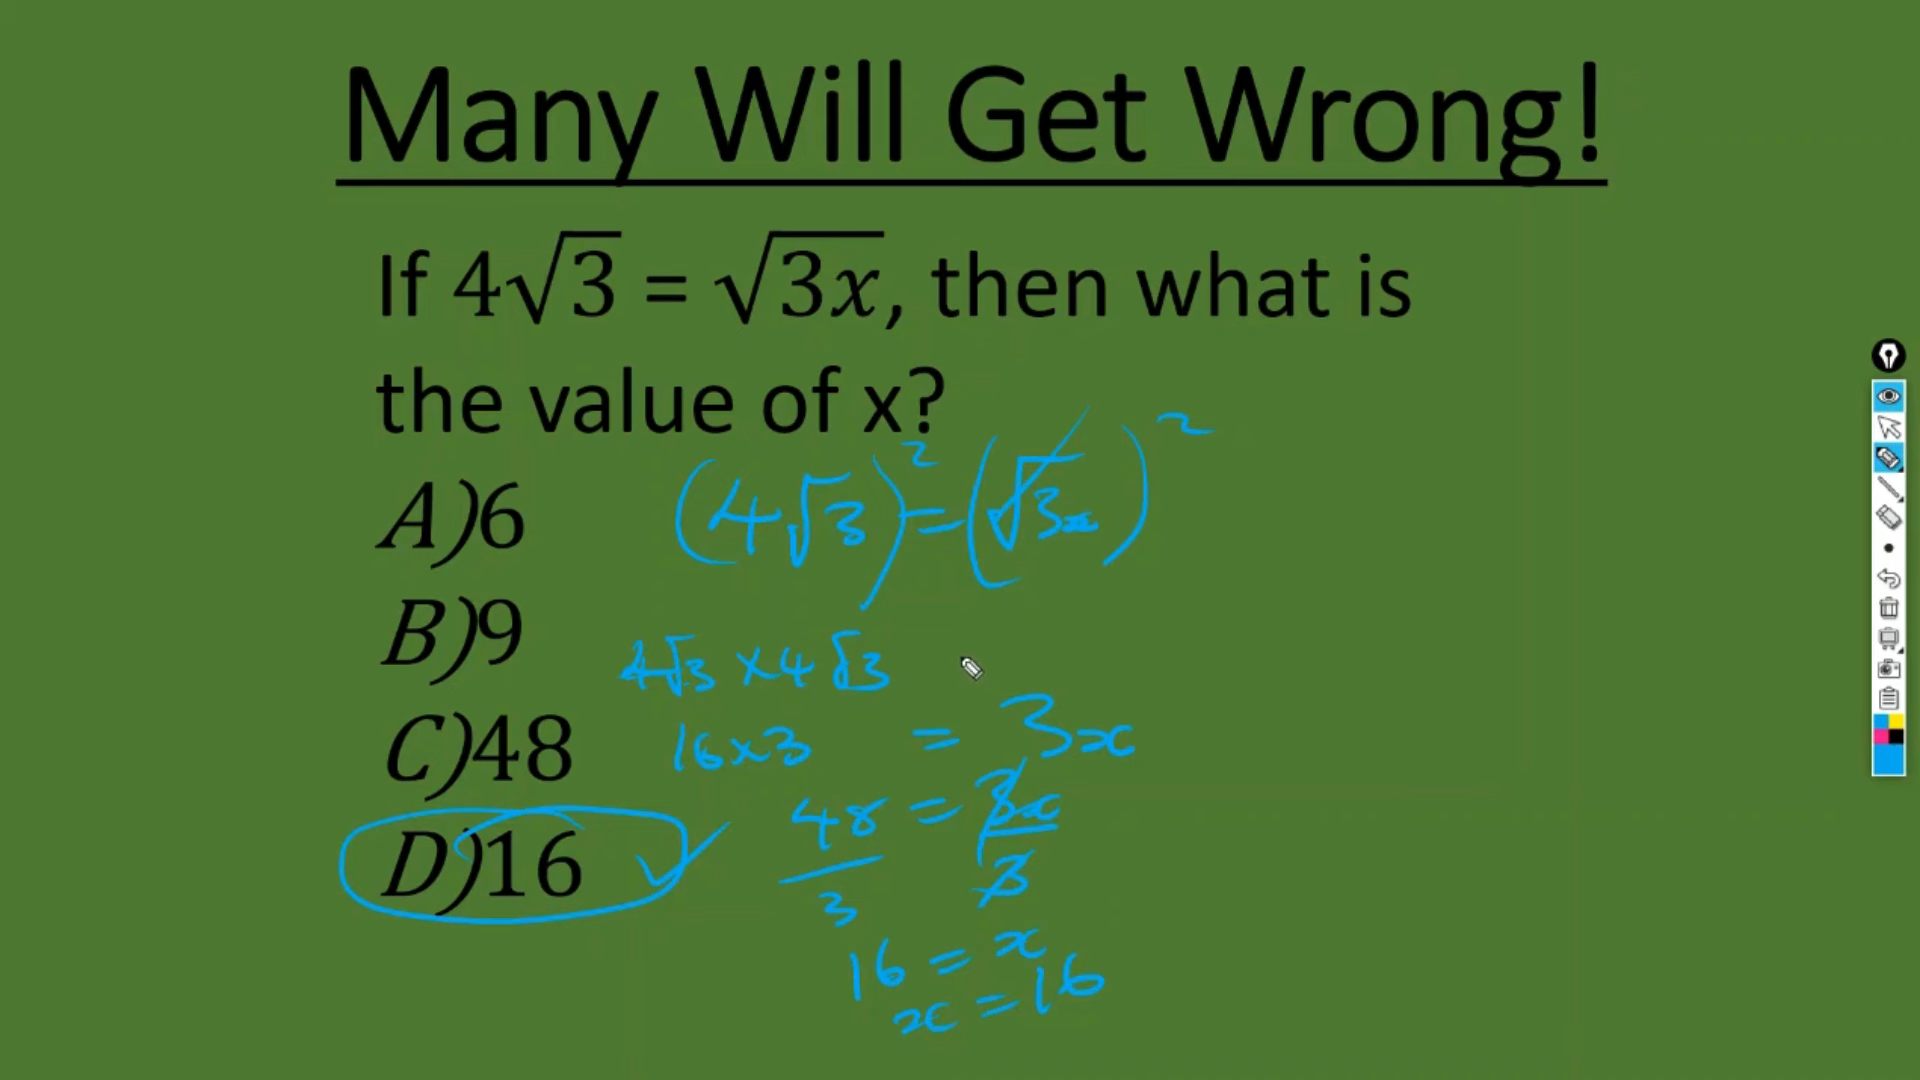 Many Will Get Wrong!
If 4√3 = √3x, then what is
the value of x?
A)6
B)9
C)48
D)16
(4√3)² = (√3x)²
4√3 × 4√3
16×3 = 3x
48/3 = 3x/3
16 = x
x = 16